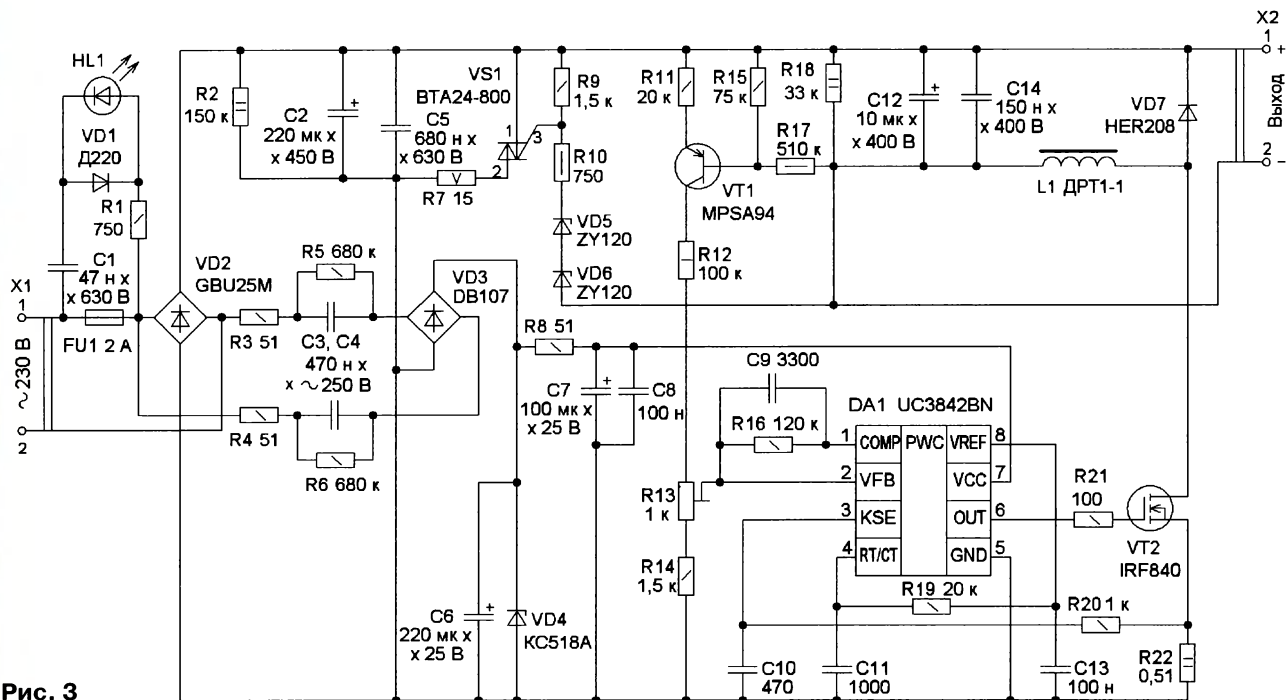 HL1
VD1
Д220
R1
750
C1
47 н х
х 630 В
X1
1
FU1 2 А
~230 В
2
VD2
GBU25M
R2
150 к
C2
220 мк х
х 450 В
C5
680 н х
х 630 В
R7 15
VS1
BTA24-800
1
2
3
R9
1,5 к
R10
750
VD5
ZY120
VD6
ZY120
R11
20 к
R15
75 к
R17
510 к
R18
33 к
VT1
MPSA94
R12
100 к
C12
10 мк х
х 400 В
C14
150 н х
х 400 В
L1 ДРТ1-1
VD7
HER208
X2
1
+
Выход
2
−
R5 680 к
R3 51
C3, C4
470 н х
х ~250 В
R4 51
R6 680 к
VD3
DB107
R8 51
C7
100 мк х
х 25 В
C8
100 н
C6
220 мк х
х 25 В
VD4
КС518А
R13
1 к
R14
1,5 к
C9 3300
R16 120 к
DA1 UC3842BN
1 COMP PWC VREF 8
2 VFB VCC 7
3 KSE OUT 6
4 RT/CT GND 5
R19 20 к
R20 1 к
R21
100
VT2
IRF840
R22
0,51
C10
470
C11
1000
C13
100 н
Рис. 3